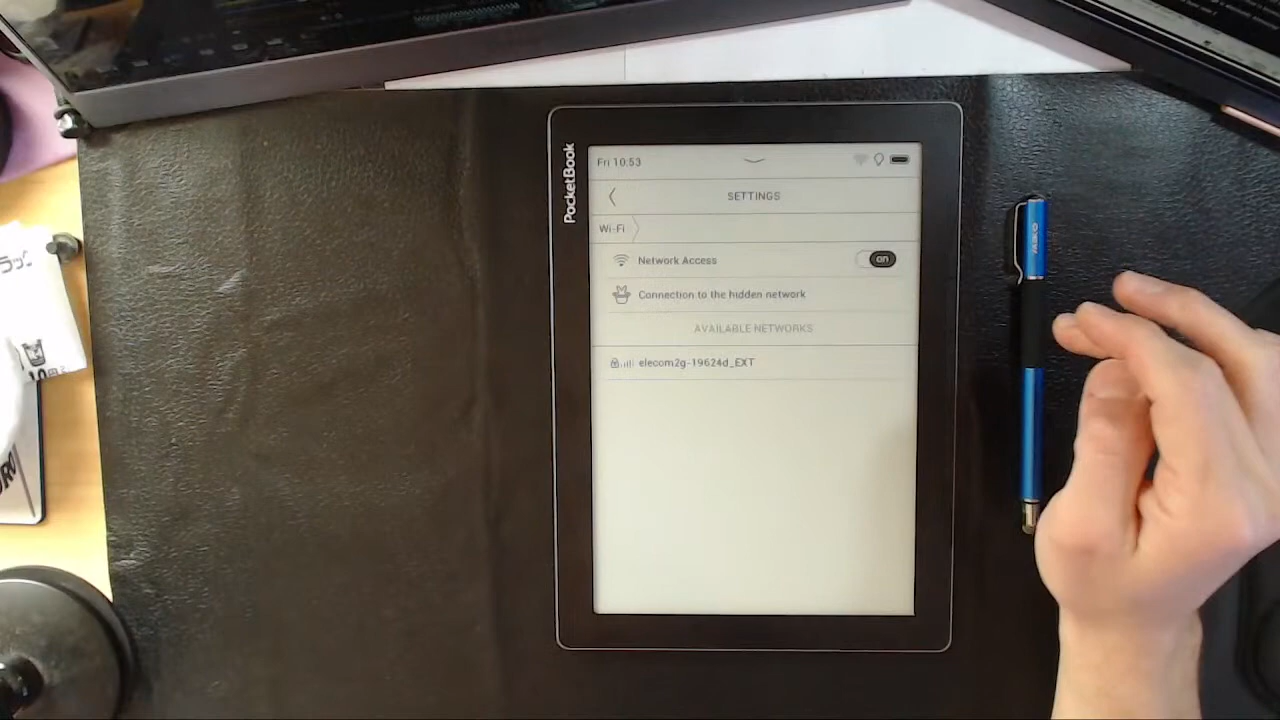 PocketBook
Fri 10:53
SETTINGS
Wi-Fi
Network Access
on
Connection to the hidden network
AVAILABLE NETWORKS
elecom2g-19624d_EXT
MEKO